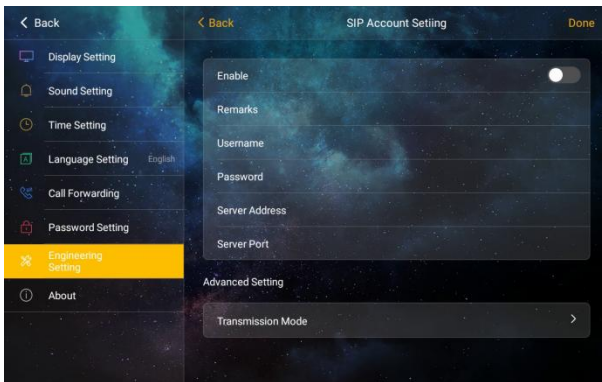 Back
Display Setting
Sound Setting
Time Setting
Language Setting English
Call Forwarding
Password Setting
Engineering
Setting
About
Back SIP Account Setiing Done
Enable
Remarks
Username
Password
Server Address
Server Port
Advanced Setting
Transmission Mode